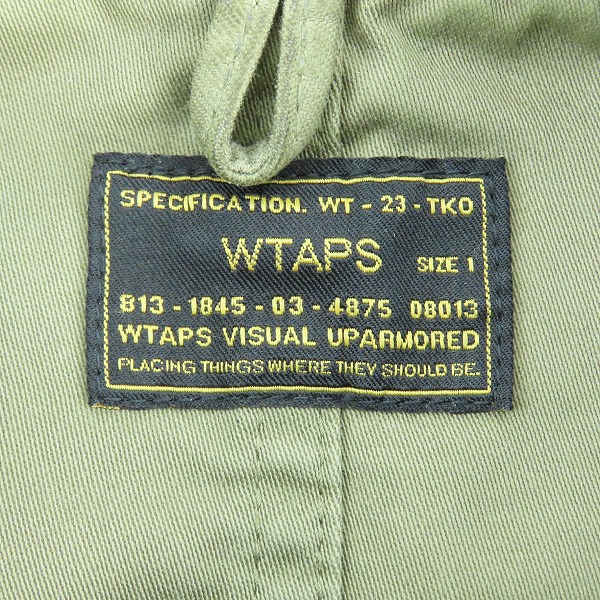 SPECIFICATION. WT - 23 - TKO
WTAPS SIZE 1
813 - 1845 - 03 - 4875 08013
WTAPS VISUAL UPARMORED
PLACING THINGS WHERE THEY SHOULD BE.